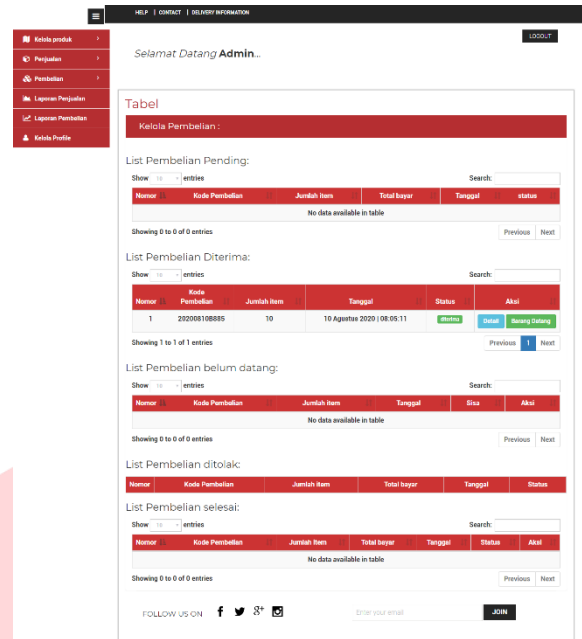 HELP | CONTACT | DELIVERY INFORMATION
LOGOUT
Kelola produk
Penjualan
Pembelian
Laporan Penjualan
Laporan Pembelian
Kelola Profile
Selamat Datang Admin...
Tabel
Kelola Pembelian :
List Pembelian Pending:
Show 10 entries Search:
Nomor Kode Pembelian Jumlah item Total bayar Tanggal status
No data available in table
Showing 0 to 0 of 0 entries Previous Next
List Pembelian Diterima:
Show 10 entries Search:
Nomor Kode Pembelian Jumlah item Tanggal Status Aksi
1 20200810B885 10 10 Agustus 2020 | 08:05:11 diterima Detail Barang Datang
Showing 1 to 1 of 1 entries Previous 1 Next
List Pembelian belum datang:
Show 10 entries Search:
Nomor Kode Pembelian Jumlah item Tanggal Sisa Aksi
No data available in table
Showing 0 to 0 of 0 entries Previous Next
List Pembelian ditolak:
Nomor Kode Pembelian Jumlah Item Total bayar Tanggal Status
List Pembelian selesai:
Show 10 entries Search:
Nomor Kode Pembelian Jumlah Item Total bayar Tanggal Status Aksi
No data available in table
Showing 0 to 0 of 0 entries Previous Next
FOLLOW US ON Enter your email JOIN